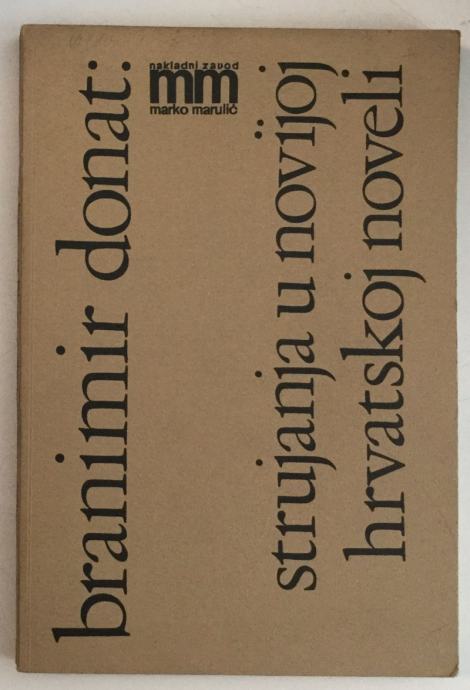 branimir donat:
nakladni zavod
mm
marko marulić
strujanja u novijoj
hrvatskoj noveli